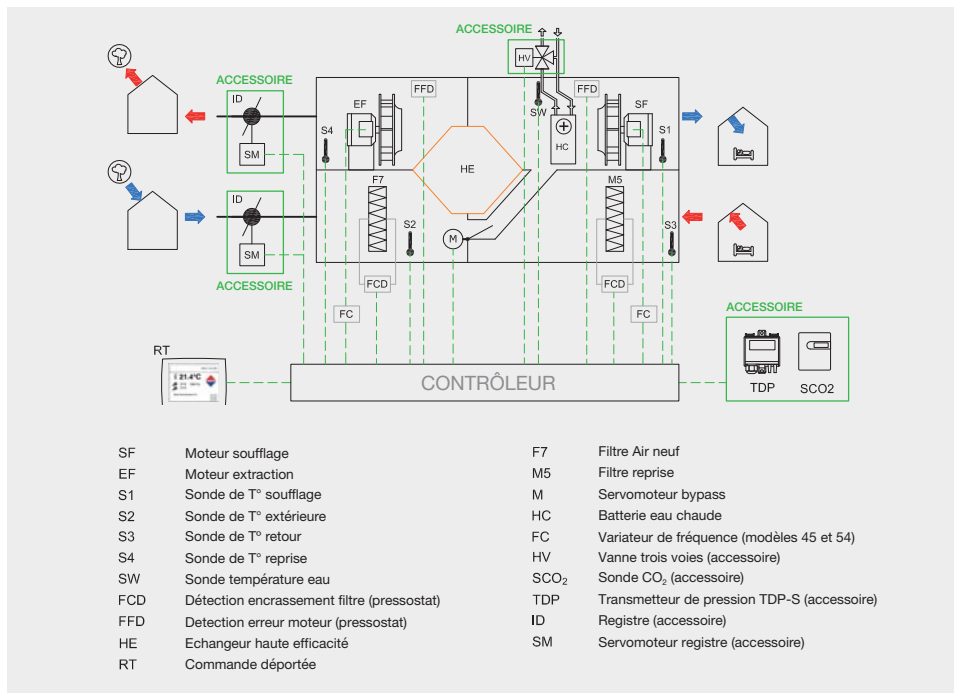 ACCESSOIRE
HV
ACCESSOIRE
ID
SM
S4
EF
FFD
SW
HC
FFD
SF
S1
HE
ID
SM
ACCESSOIRE
F7
S2
M
M5
S3
FCD
FCD
FC
FC
ACCESSOIRE
TDP
SCO2
RT
21.4°C
CONTRÔLEUR
SF Moteur soufflage
EF Moteur extraction
S1 Sonde de T° soufflage
S2 Sonde de T° extérieure
S3 Sonde de T° retour
S4 Sonde de T° reprise
SW Sonde température eau
FCD Détection encrassement filtre (pressostat)
FFD Detection erreur moteur (pressostat)
HE Echangeur haute efficacité
RT Commande déportée
F7 Filtre Air neuf
M5 Filtre reprise
M Servomoteur bypass
HC Batterie eau chaude
FC Variateur de fréquence (modèles 45 et 54)
HV Vanne trois voies (accessoire)
SCO₂ Sonde CO₂ (accessoire)
TDP Transmetteur de pression TDP-S (accessoire)
ID Registre (accessoire)
SM Servomoteur registre (accessoire)